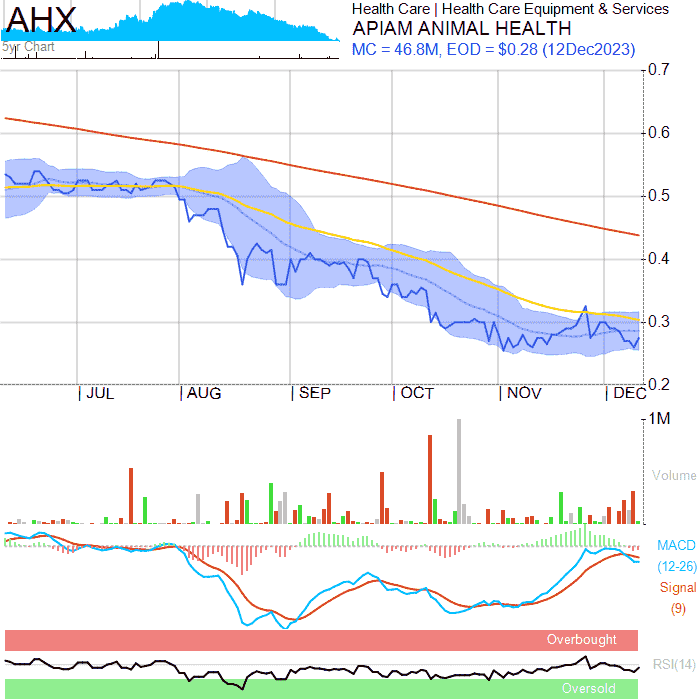 AHX
5yr Chart
Health Care | Health Care Equipment & Services
APIAM ANIMAL HEALTH
MC = 46.8M, EOD = $0.28 (12Dec2023)
0.7
0.6
0.5
0.4
0.3
0.2
| JUL | AUG | SEP | OCT | NOV | DEC
1M
Volume
MACD
(12-26)
Signal
(9)
Overbought
RSI(14)
Oversold